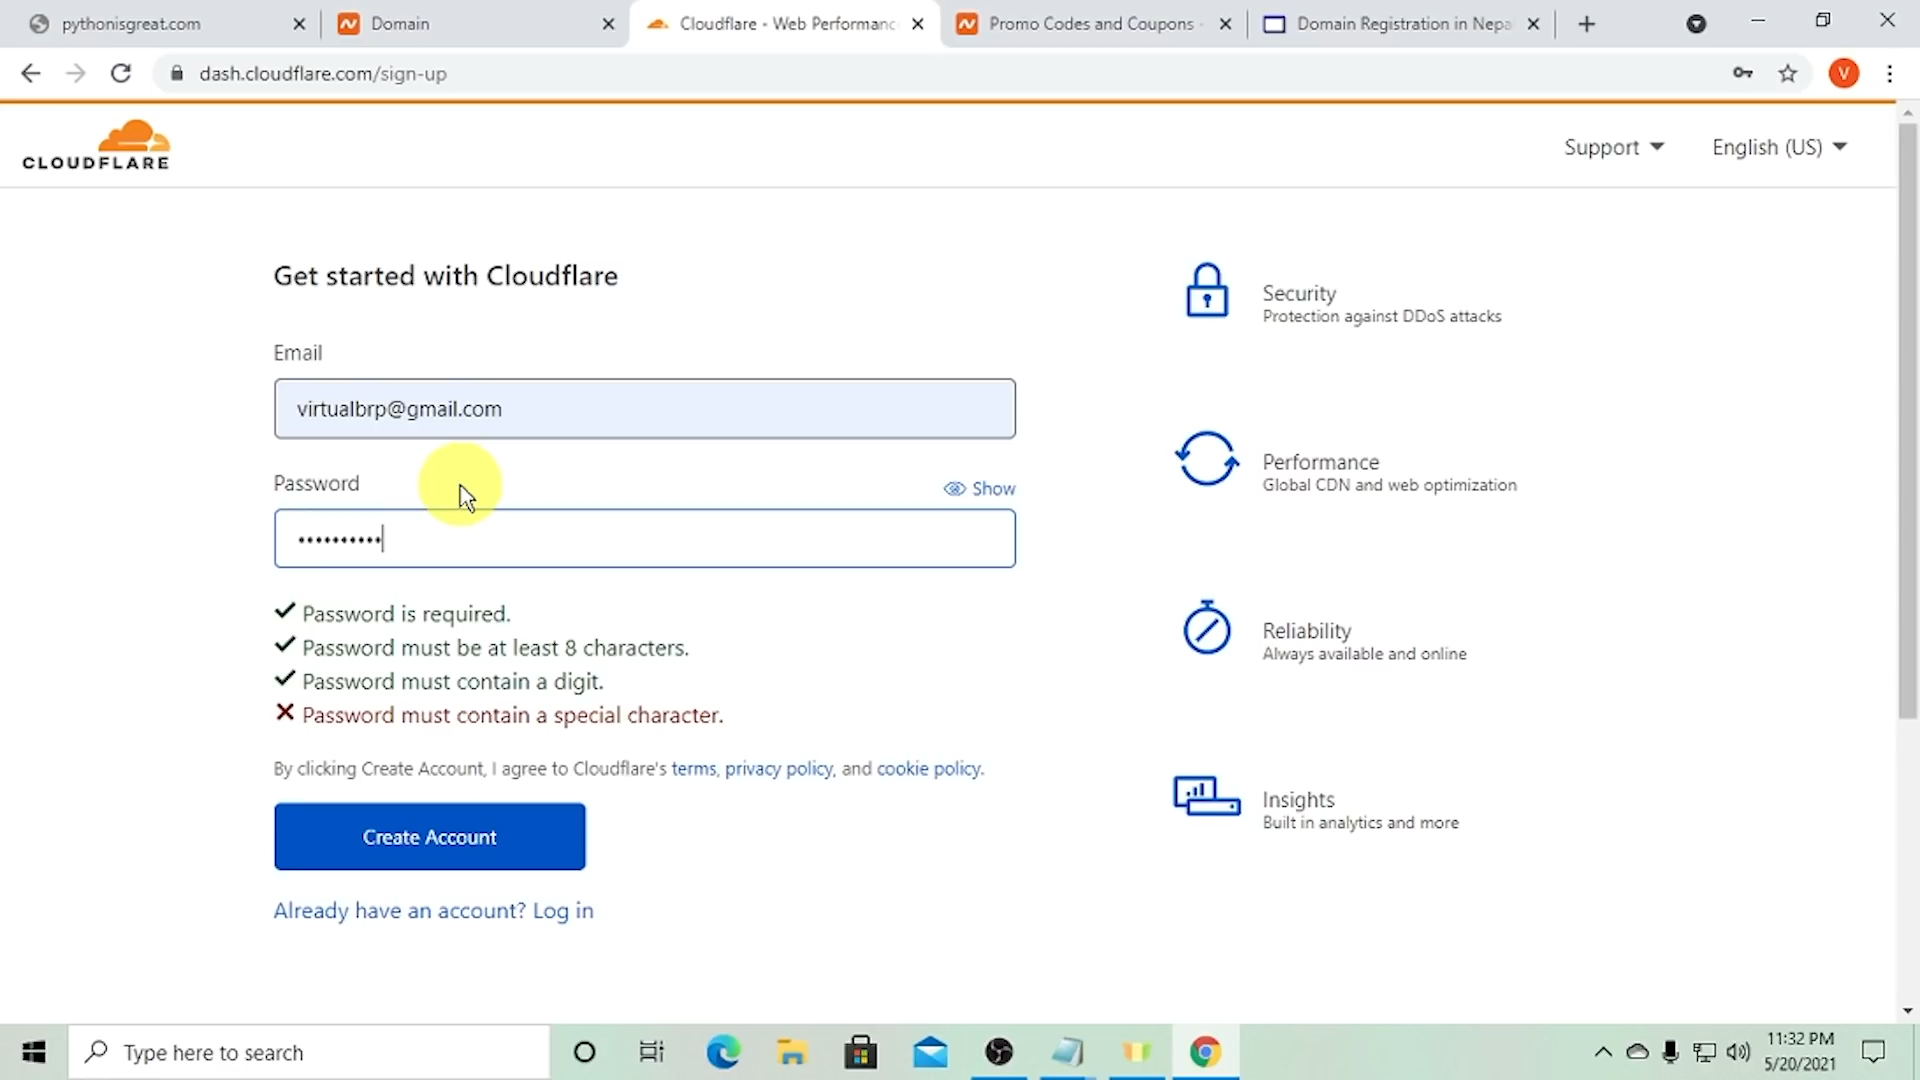 pythonisgreat.com
Domain
Cloudflare - Web Performanc
Promo Codes and Coupons -
Domain Registration in Nepa
dash.cloudflare.com/sign-up
V
CLOUDFLARE
Support
English (US)
Get started with Cloudflare
Email
virtualbrp@gmail.com
Password
Show
••••••••••
Password is required.
Password must be at least 8 characters.
Password must contain a digit.
Password must contain a special character.
By clicking Create Account, I agree to Cloudflare's terms, privacy policy, and cookie policy.
Create Account
Already have an account? Log in
Security
Protection against DDoS attacks
Performance
Global CDN and web optimization
Reliability
Always available and online
Insights
Built in analytics and more
Type here to search
11:32 PM
5/20/2021